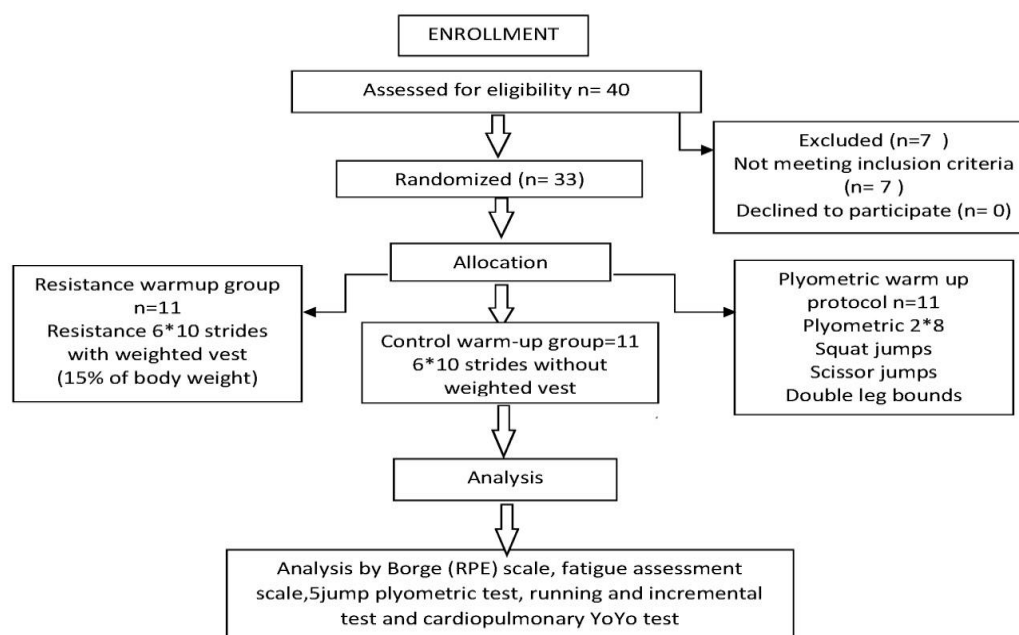 ENROLLMENT
Assessed for eligibility n= 40
Excluded (n=7 )
Not meeting inclusion criteria
(n= 7 )
Declined to participate (n= 0)
Randomized (n= 33)
Allocation
Resistance warmup group
n=11
Resistance 6*10 strides
with weighted vest
(15% of body weight)
Control warm-up group=11
6*10 strides without
weighted vest
Plyometric warm up
protocol n=11
Plyometric 2*8
Squat jumps
Scissor jumps
Double leg bounds
Analysis
Analysis by Borge (RPE) scale, fatigue assessment
scale,5jump plyometric test, running and incremental
test and cardiopulmonary YoYo test